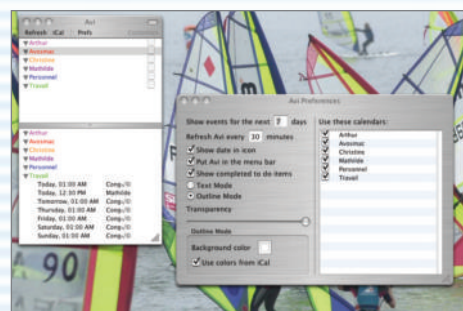 Avi
Refresh iCal Prefs
Arthur
Avosmac
Christine
Mathilde
Personnel
Travail
Arthur
Avosmac
Christine
Mathilde
Personnel
Travail
Today, 01:00 AM
Today, 12:30 PM Mathilde
Tomorrow, 01:00 AM
Thursday, 01:00 AM
Friday, 01:00 AM
Saturday, 01:00 AM
Sunday, 01:00 AM
Avi Preferences
Show events for the next 7 days
Refresh Avi every 30 minutes
Show date in icon
Put Avi in the menu bar
Show completed to do items
Text Mode
Outline Mode
Transparency
Outline Mode
Background color
Use colors from iCal
Use these calendars:
Arthur
Avosmac
Christine
Mathilde
Personnel
Travail
90